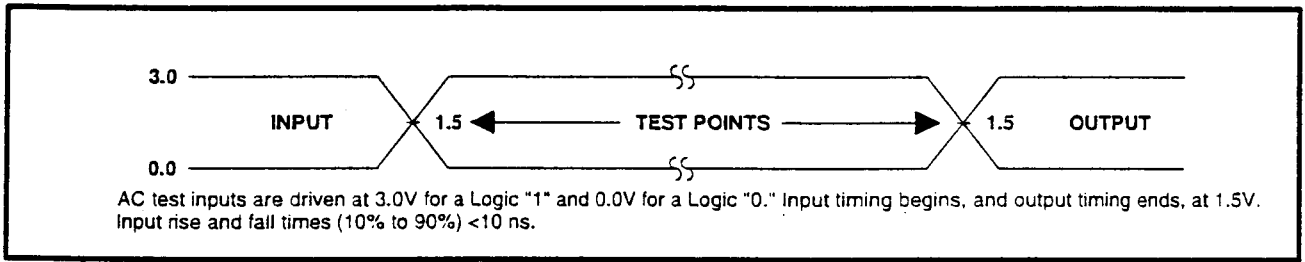 3.0
INPUT 1.5 TEST POINTS 1.5 OUTPUT
0.0
AC test inputs are driven at 3.0V for a Logic "1" and 0.0V for a Logic "0." Input timing begins, and output timing ends, at 1.5V.
Input rise and fall times (10% to 90%) <10 ns.